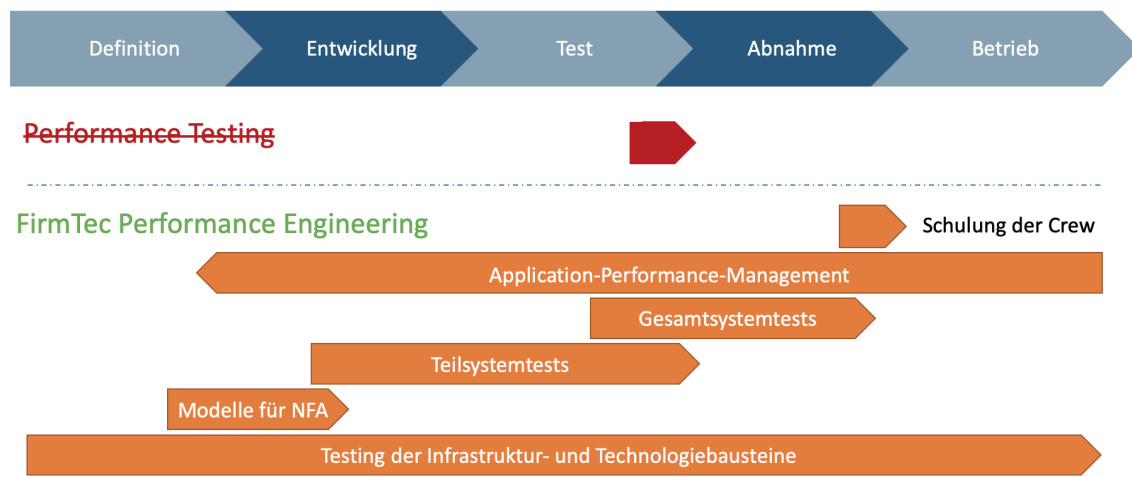 Definition
Entwicklung
Test
Abnahme
Betrieb
Performance Testing
FirmTec Performance Engineering
Schulung der Crew
Application-Performance-Management
Gesamtsystemtests
Teilsystemtests
Modelle für NFA
Testing der Infrastruktur- und Technologiebausteine